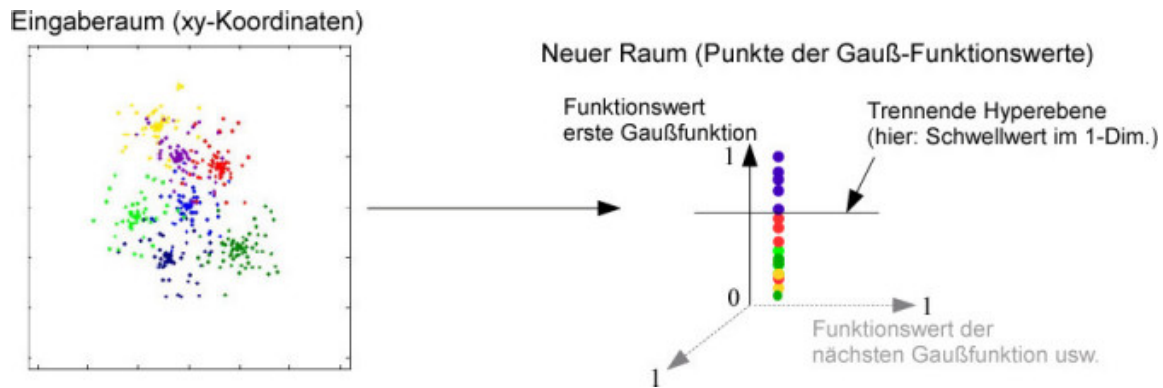 Eingaberaum (xy-Koordinaten)
Neuer Raum (Punkte der Gauß-Funktionswerte)
Funktionswert
erste Gaußfunktion
Trennende Hyperebene
(hier: Schwellwert im 1-Dim.)
1
0
1
Funktionswert der
nächsten Gaußfunktion usw.
1